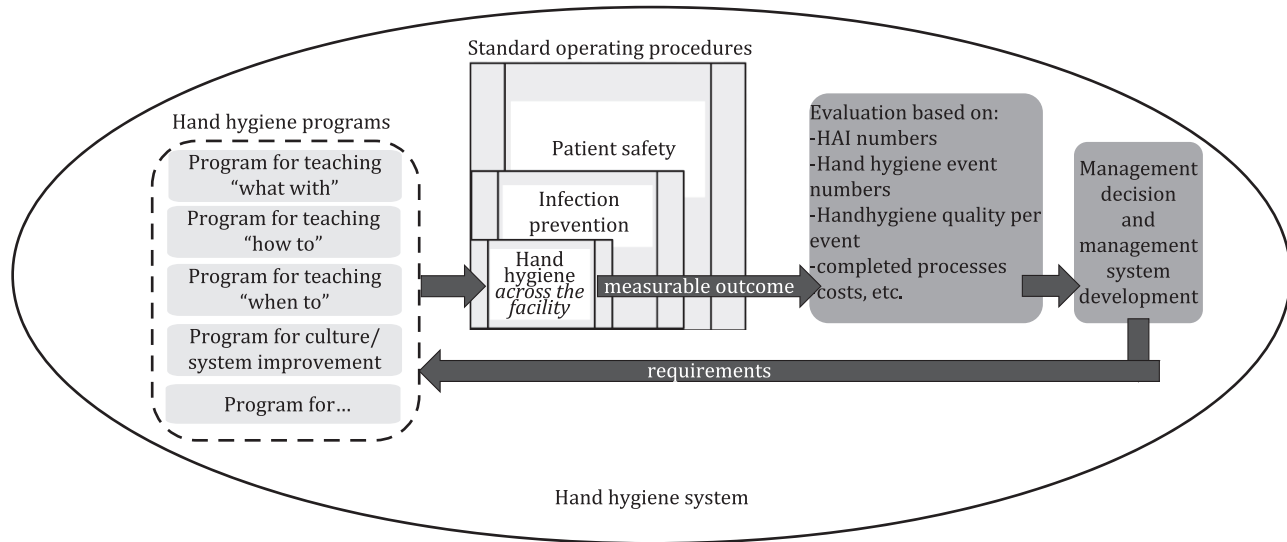 Standard operating procedures
Hand hygiene programs
Program for teaching
“what with”
Program for teaching
“how to”
Program for teaching
“when to”
Program for culture/
system improvement
Program for...
Patient safety
Infection
prevention
Hand
hygiene
across the
facility
measurable outcome
Evaluation based on:
-HAI numbers
-Hand hygiene event
numbers
-Handhygiene quality per
event
-completed processes
costs, etc.
Management
decision
and
management
system
development
requirements
Hand hygiene system